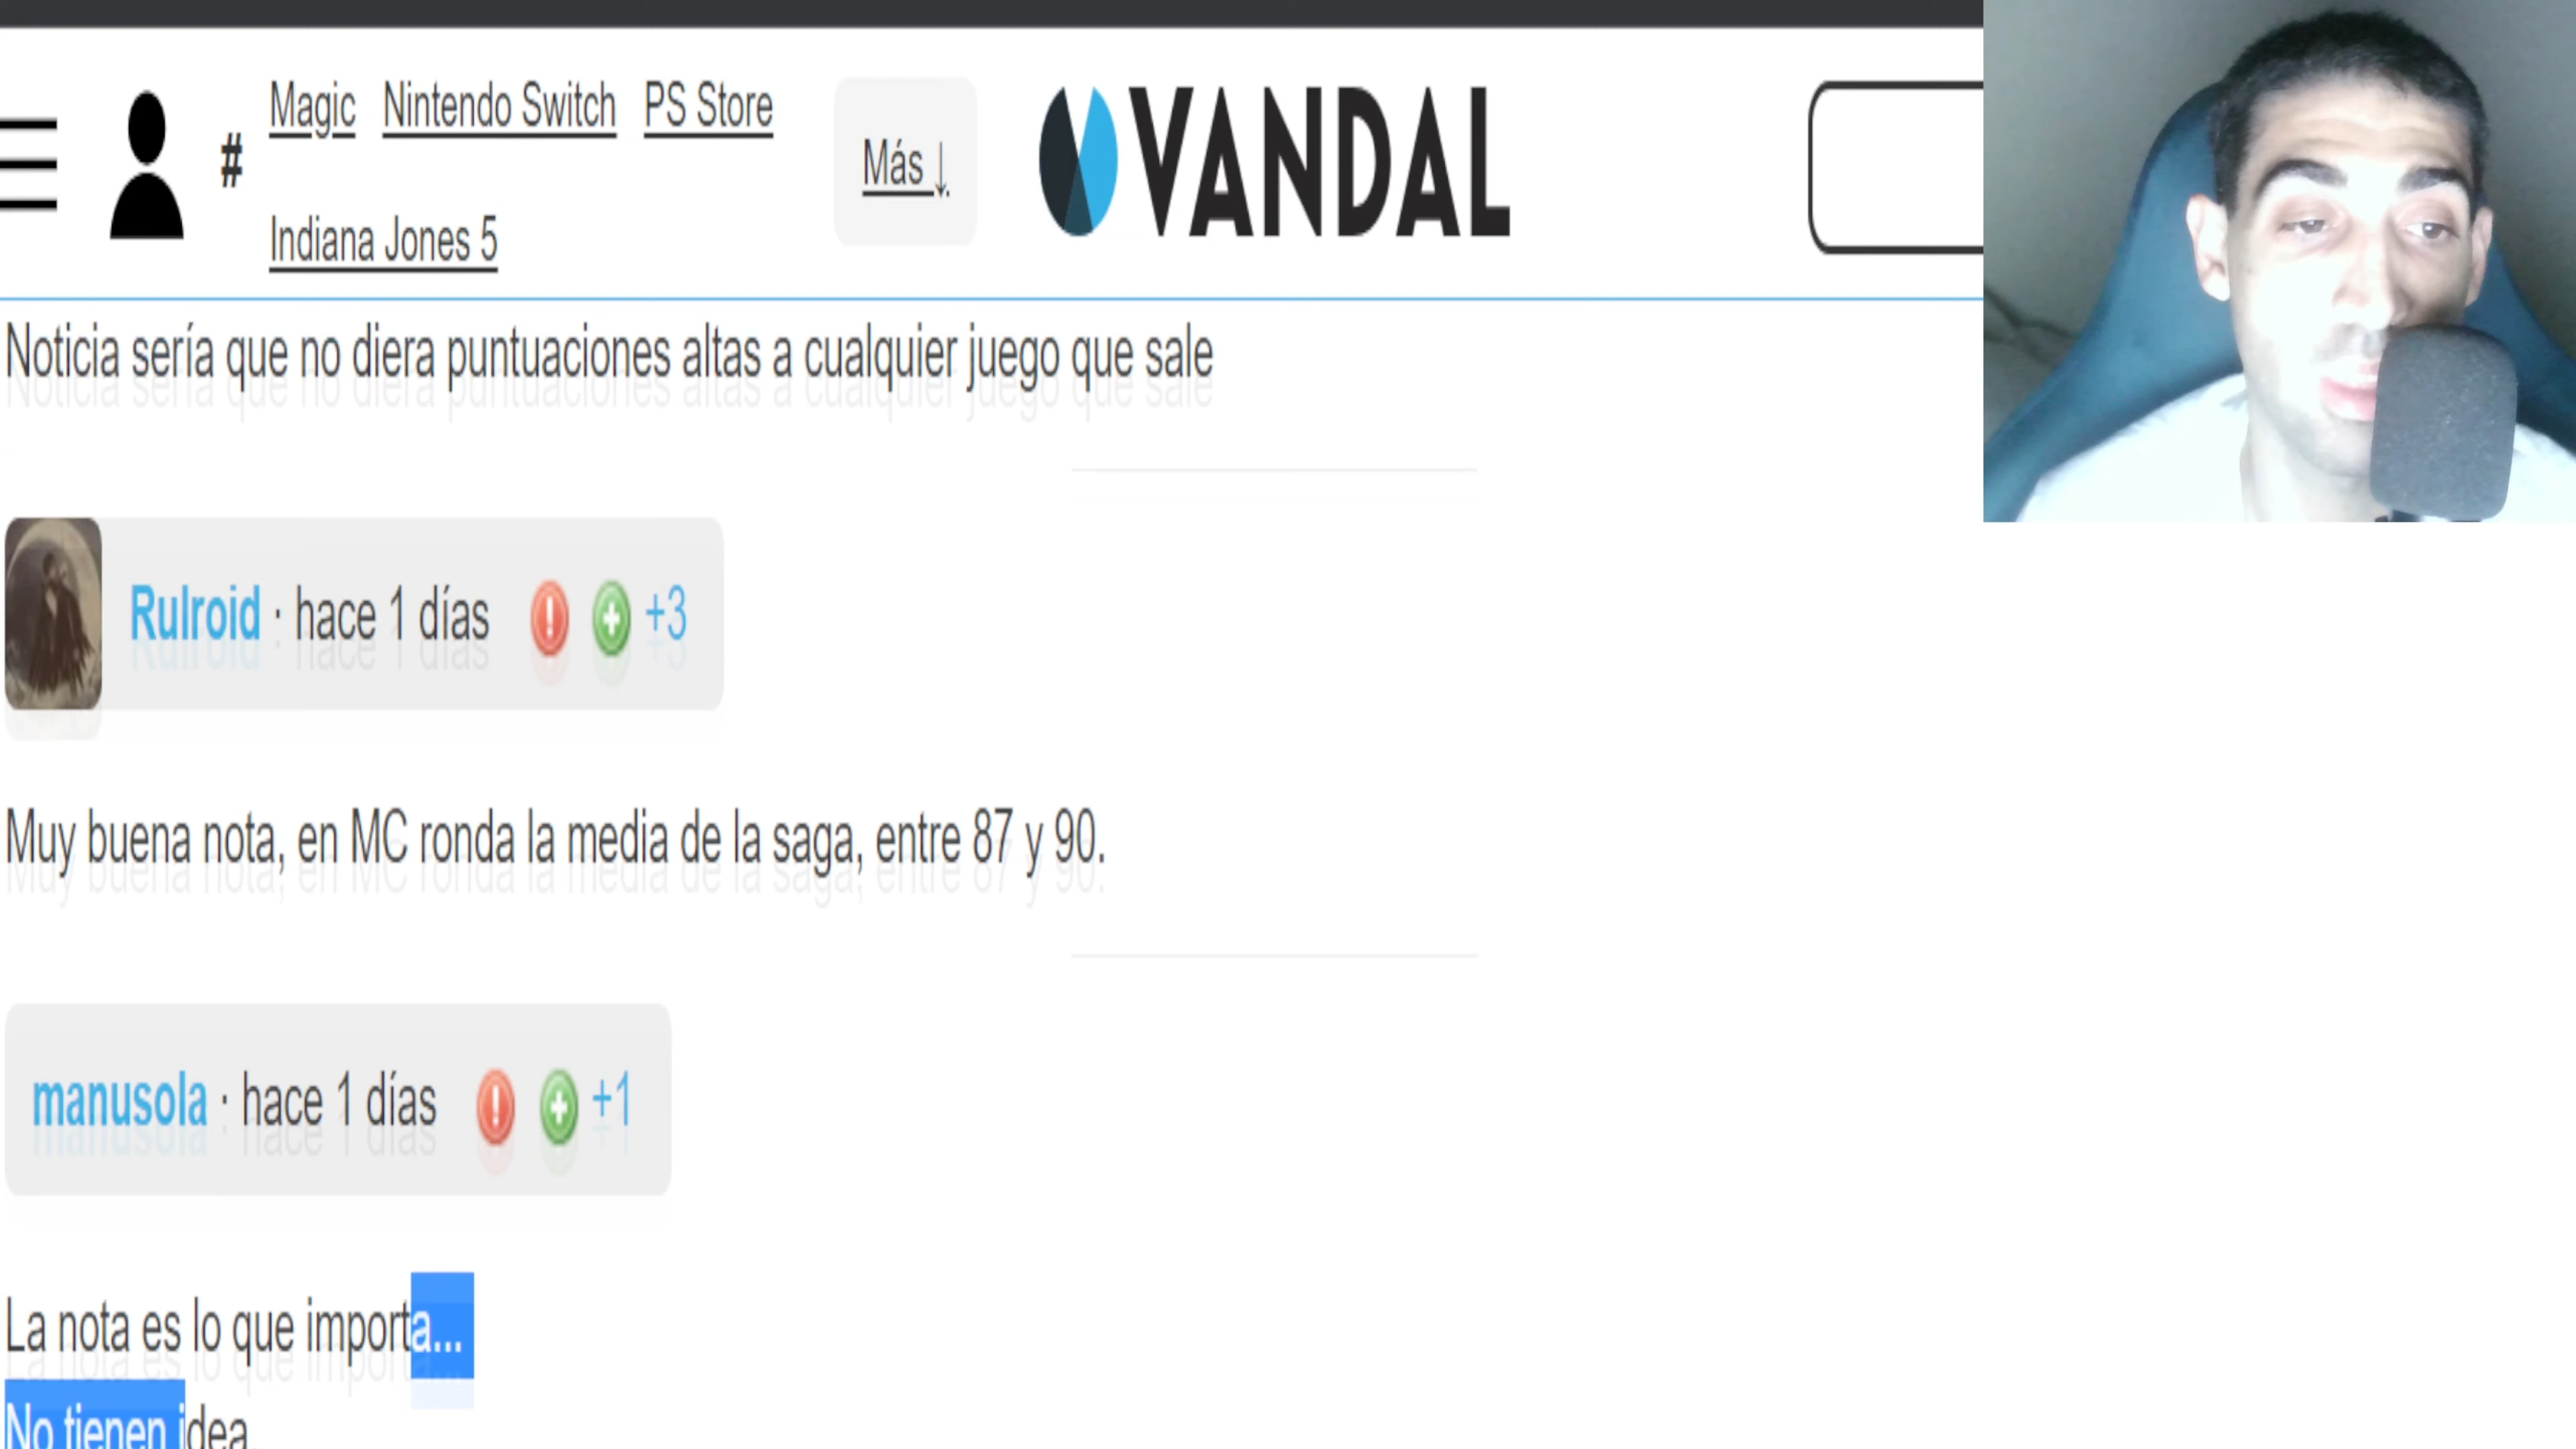 Magic Nintendo Switch PS Store
# Más ↓ VANDAL
Indiana Jones 5
Noticia sería que no diera puntuaciones altas a cualquier juego que sale
Rulroid · hace 1 días ! + +3
Muy buena nota, en MC ronda la media de la saga, entre 87 y 90.
manusola · hace 1 días ! + +1
La nota es lo que importa...
No tienen idea.